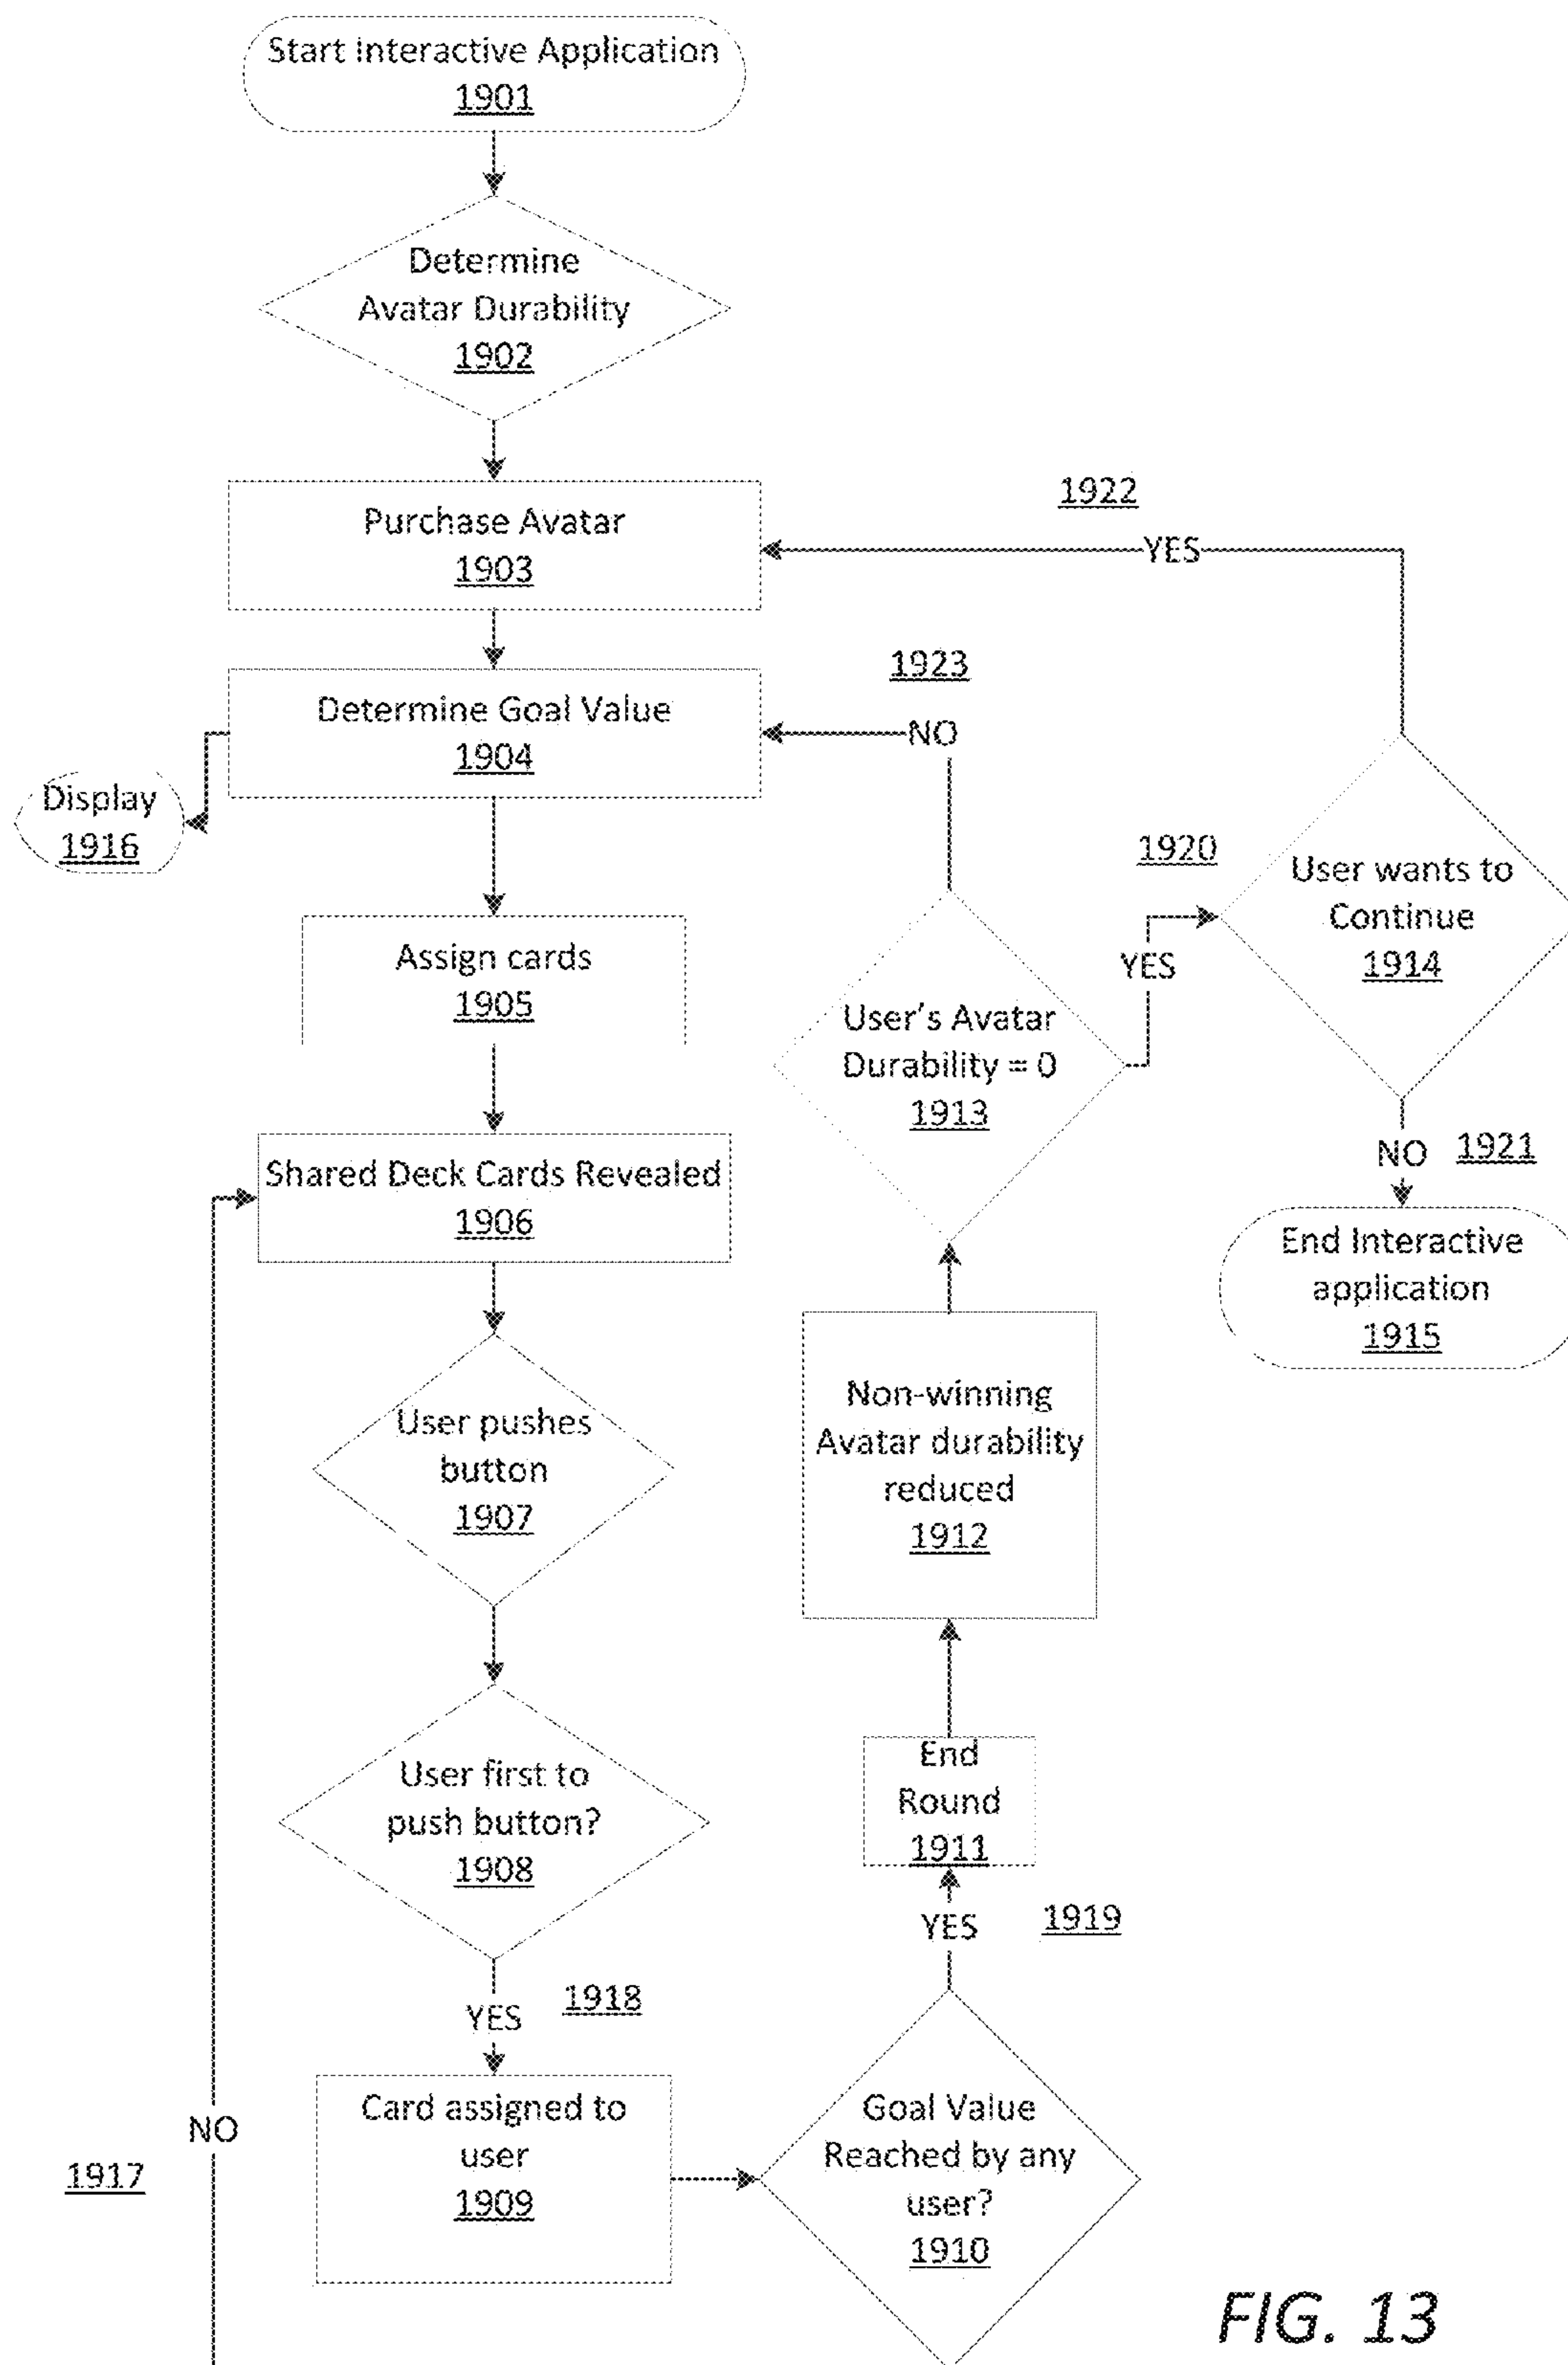 Start Interactive Application
1901
Determine
Avatar Durability
1902
Purchase Avatar
1903
1922
YES
Determine Goal Value
1904
1923
NO
Display
1916
Assign cards
1905
User's Avatar
Durability = 0
1913
1920
YES
User wants to
Continue
1914
NO
1921
End Interactive
application
1915
Shared Deck Cards Revealed
1906
User pushes
button
1907
Non-winning
Avatar durability
reduced
1912
User first to
push button?
1908
End
Round
1911
YES
1919
YES
1918
Card assigned to
user
1909
Goal Value
Reached by any
user?
1910
NO
1917
FIG. 13